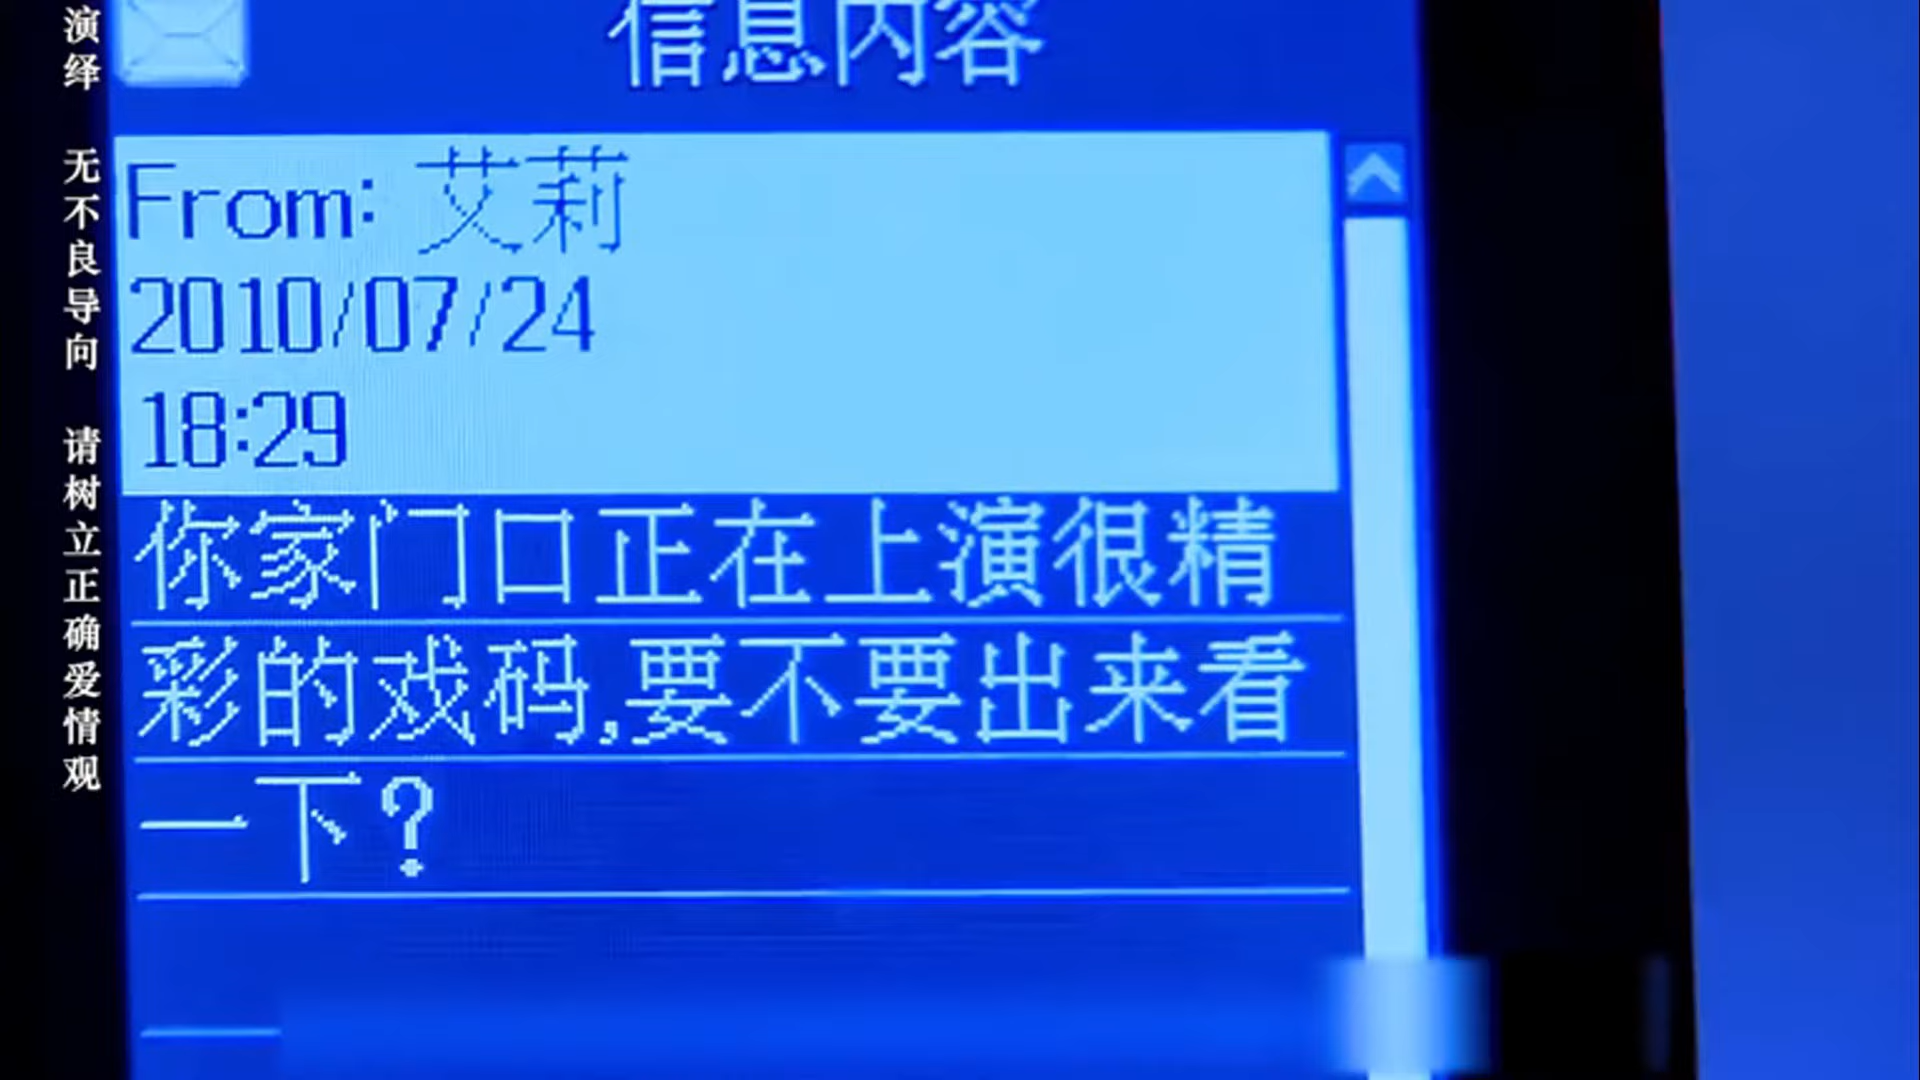 演绎 无不良导向 请树立正确爱情观
信息内容
From: 艾莉
2010/07/24
18:29
你家门口正在上演很精
彩的戏码,要不要出来看
一下?